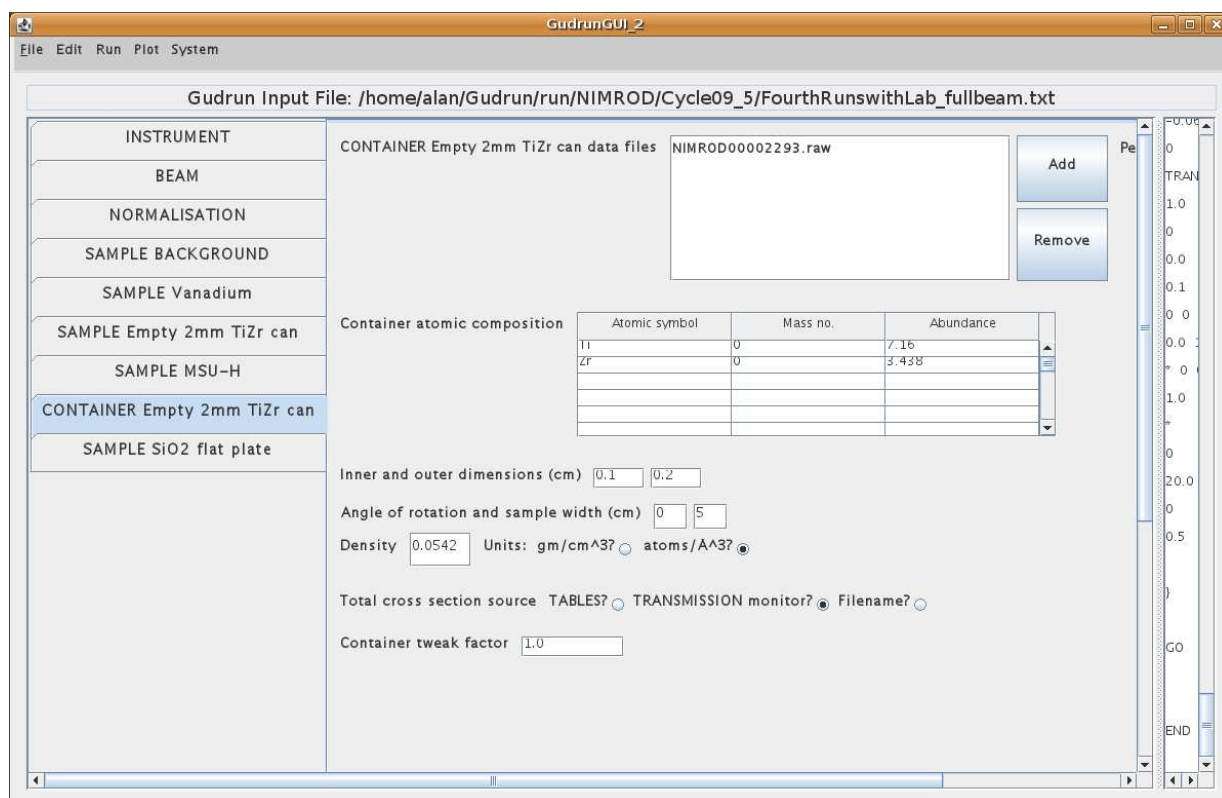 GudrunGUI_2
File Edit Run Plot System
Gudrun Input File: /home/alan/Gudrun/run/NIMROD/Cycle09_5/FourthRunswithLab_fullbeam.txt
INSTRUMENT
BEAM
NORMALISATION
SAMPLE BACKGROUND
SAMPLE Vanadium
SAMPLE Empty 2mm TiZr can
SAMPLE MSU-H
CONTAINER Empty 2mm TiZr can
SAMPLE SiO2 flat plate
CONTAINER Empty 2mm TiZr can data files NIMROD00002293.raw Add Pe
Remove
Container atomic composition Atomic symbol Mass no. Abundance
Ti 0 7.16
Zr 0 3.438
Inner and outer dimensions (cm) 0.1 0.2
Angle of rotation and sample width (cm) 0 5
Density 0.0542 Units: gm/cm^3? atoms/A^3?
Total cross section source TABLES? TRANSMISSION monitor? Filename?
Container tweak factor 1.0
-0.06
0
TRAN
1.0
0
0.0
0.1
0 0
0.0
* 0
1.0
*
0
20.0
0
0.5
}
GO
END